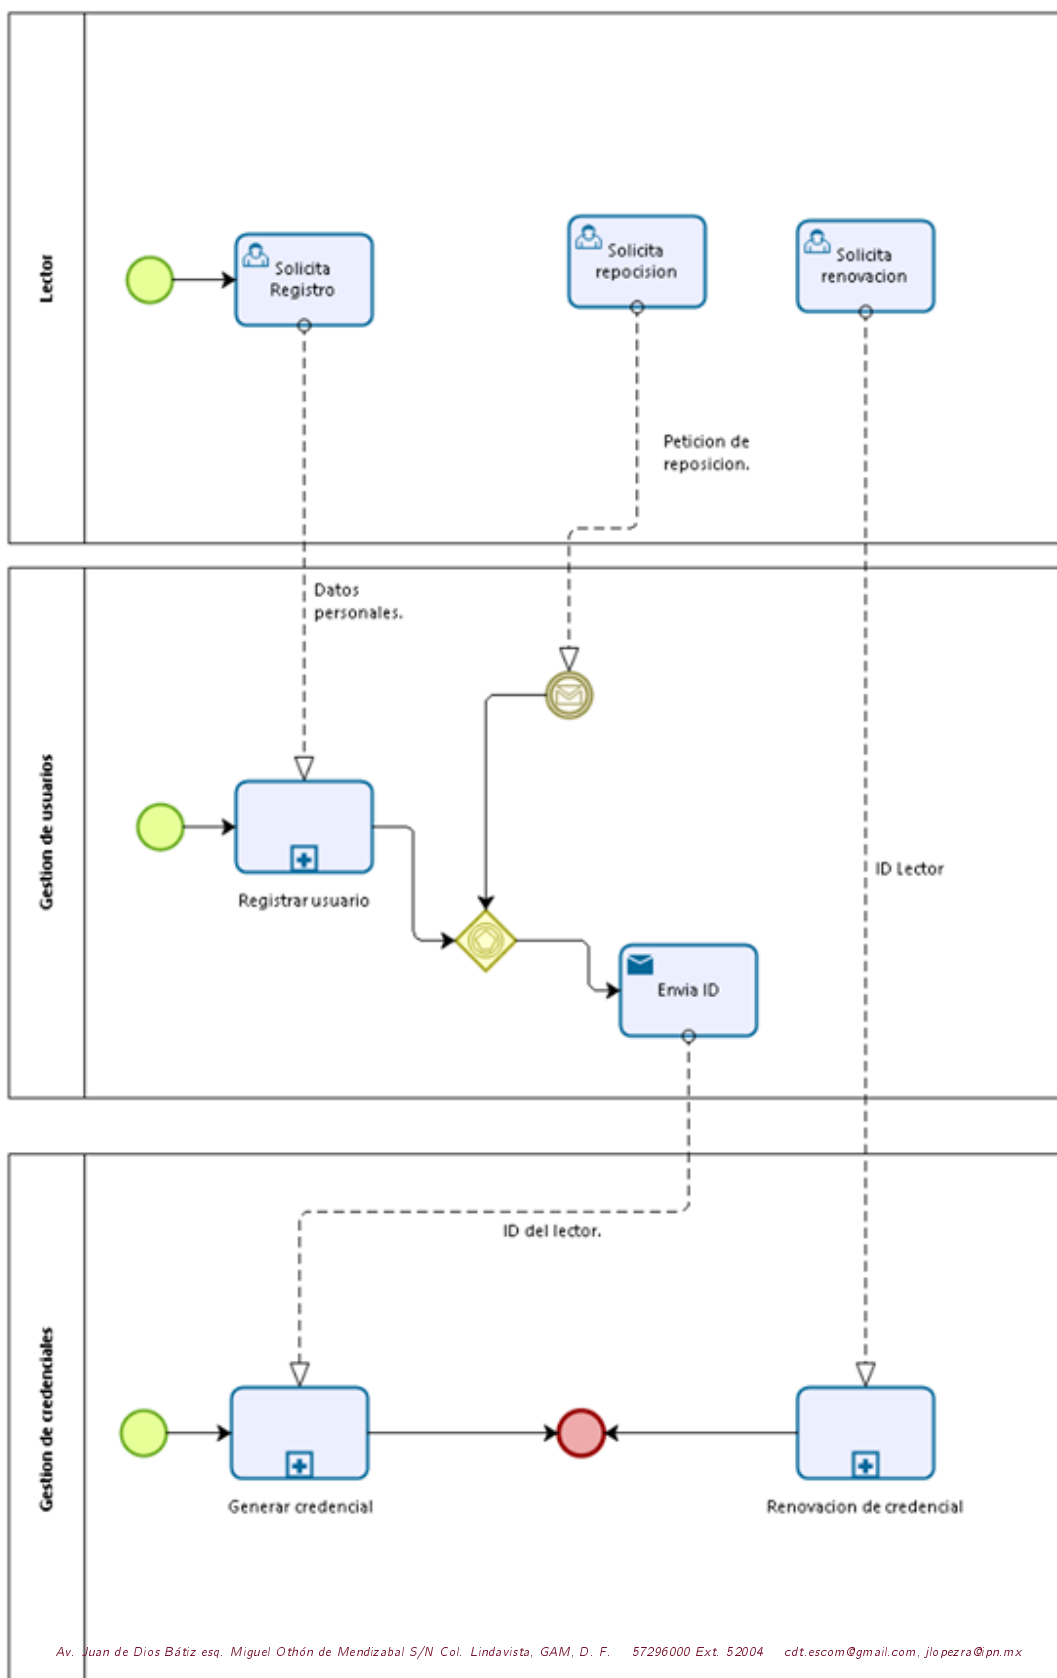 Lector
Solicita
Registro
Solicita
repocision
Solicita
renovacion
Peticion de
reposicion.
Gestion de usuarios
Datos
personales.
Registrar usuario
Envia ID
ID Lector
Gestion de credenciales
ID del lector.
Generar credencial
Renovacion de credencial
Av. Juan de Dios Bátiz esq. Miguel Othón de Mendizabal S/N Col. Lindavista, GAM, D. F. 57296000 Ext. 52004 cdt.escom@gmail.com, jlopezra@ipn.mx